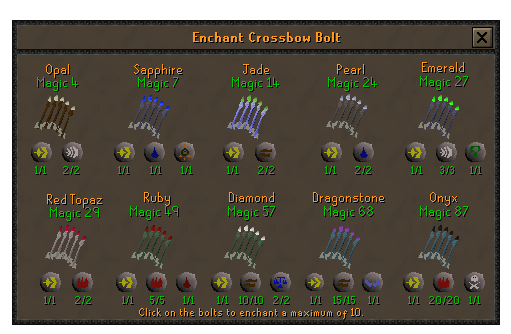 Enchant Crossbow Bolt
Opal Sapphire Jade Pearl Emerald
Magic 4 Magic 7 Magic 14 Magic 24 Magic 27
1/1 2/2 1/1 1/1 1/1 1/1 2/2 1/1 2/2 1/1 3/3 1/1
Red Topaz Ruby Diamond Dragonstone Onyx
Magic 29 Magic 49 Magic 57 Magic 68 Magic 87
1/1 2/2 1/1 5/5 1/1 1/1 10/10 2/2 1/1 15/15 1/1 1/1 20/20 1/1
Click on the bolts to enchant a maximum of 10.